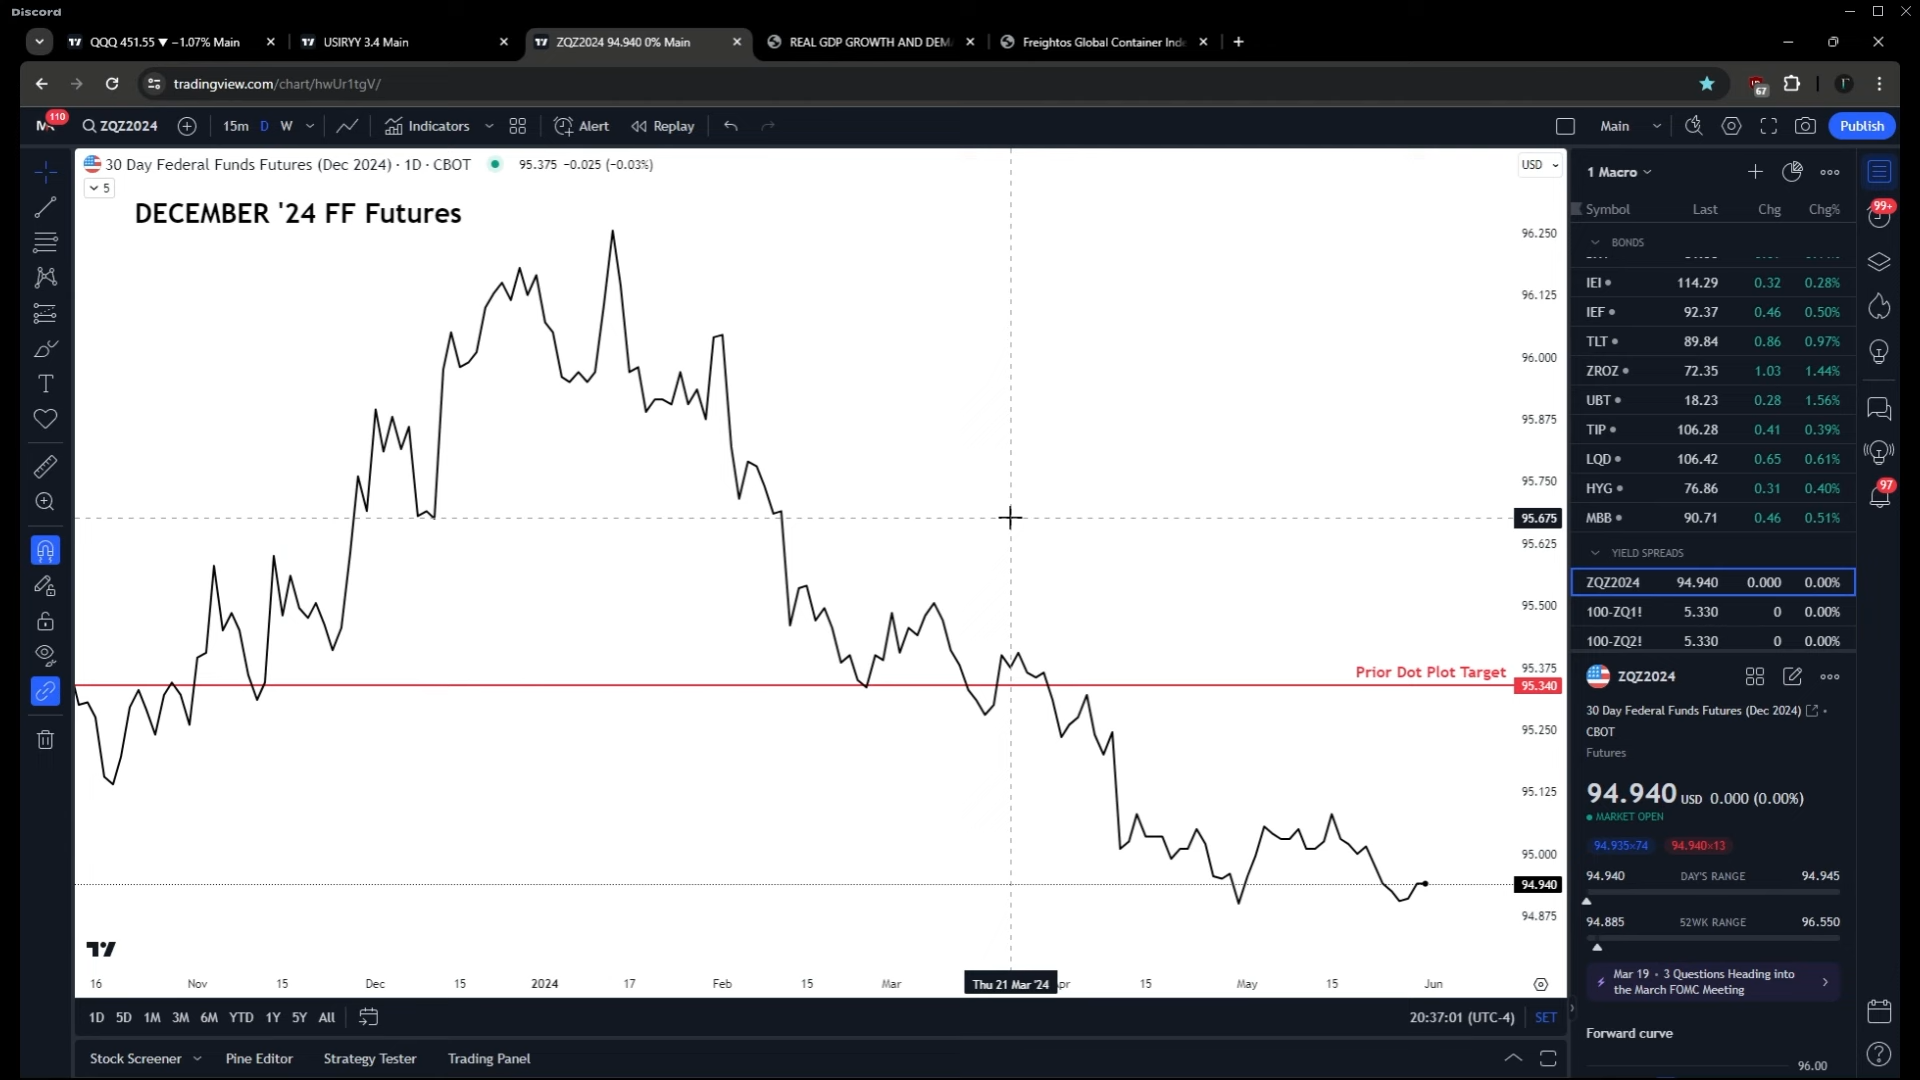 Discord
QQQ 451.55 ▼ −1.07% Main
USIRYY 3.4 Main
ZQZ2024 94.940 0% Main
REAL GDP GROWTH AND DEM
Freightos Global Container Inde
tradingview.com/chart/hwUr1tgV/
67
110
ZQZ2024
15m D W
Indicators
Alert
Replay
Main
Publish
30 Day Federal Funds Futures (Dec 2024) · 1D · CBOT
95.375 −0.025 (−0.03%)
USD
5
DECEMBER '24 FF Futures
96.250
96.125
96.000
95.875
95.750
95.675
95.625
95.500
Prior Dot Plot Target
95.375
95.340
95.250
95.125
95.000
94.940
94.875
16 Nov 15 Dec 15 2024 17 Feb 15 Mar Thu 21 Mar '24 pr 15 May 15 Jun
1D 5D 1M 3M 6M YTD 1Y 5Y All
20:37:01 (UTC-4) SET
Stock Screener Pine Editor Strategy Tester Trading Panel
1 Macro
Symbol Last Chg Chg%
BONDS
IEI 114.29 0.32 0.28%
IEF 92.37 0.46 0.50%
TLT 89.84 0.86 0.97%
ZROZ 72.35 1.03 1.44%
UBT 18.23 0.28 1.56%
TIP 106.28 0.41 0.39%
LQD 106.42 0.65 0.61%
HYG 76.86 0.31 0.40%
MBB 90.71 0.46 0.51%
YIELD SPREADS
ZQZ2024 94.940 0.000 0.00%
100-ZQ1! 5.330 0 0.00%
100-ZQ2! 5.330 0 0.00%
ZQZ2024
30 Day Federal Funds Futures (Dec 2024) ·
CBOT
Futures
94.940 USD 0.000 (0.00%)
MARKET OPEN
94.935×74 94.940×13
94.940 DAY'S RANGE 94.945
94.885 52WK RANGE 96.550
Mar 19 · 3 Questions Heading into
the March FOMC Meeting
Forward curve
96.00
99+
97